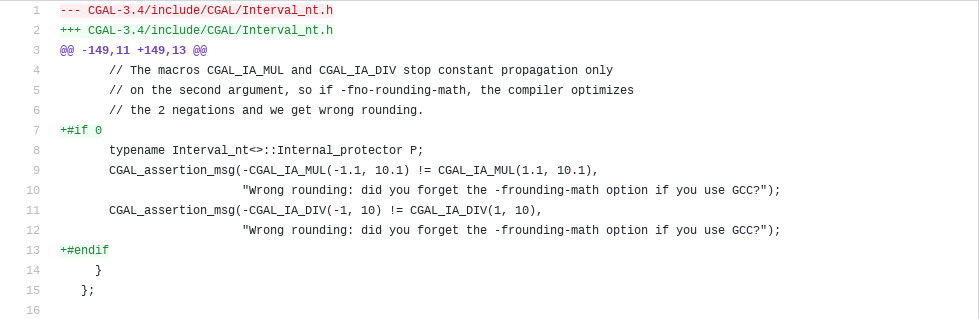 1 --- CGAL-3.4/include/CGAL/Interval_nt.h
2 +++ CGAL-3.4/include/CGAL/Interval_nt.h
3 @@ -149,11 +149,13 @@
4 // The macros CGAL_IA_MUL and CGAL_IA_DIV stop constant propagation only
5 // on the second argument, so if -fno-rounding-math, the compiler optimizes
6 // the 2 negations and we get wrong rounding.
7 +#if 0
8 typename Interval_nt<>::Internal_protector P;
9 CGAL_assertion_msg(-CGAL_IA_MUL(-1.1, 10.1) != CGAL_IA_MUL(1.1, 10.1),
10 "Wrong rounding: did you forget the -frounding-math option if you use GCC?");
11 CGAL_assertion_msg(-CGAL_IA_DIV(-1, 10) != CGAL_IA_DIV(1, 10),
12 "Wrong rounding: did you forget the -frounding-math option if you use GCC?");
13 +#endif
14 }
15 };
16